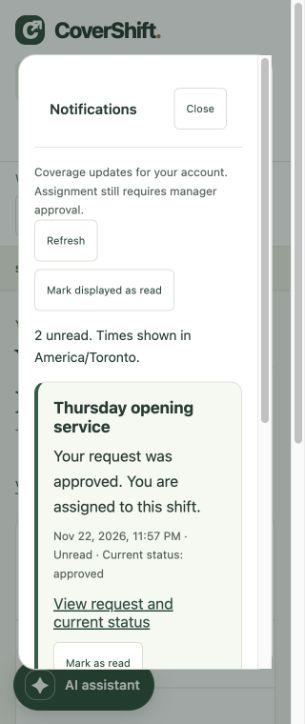 CoverShift.
Notifications
Close
Coverage updates for your account.
Assignment still requires manager
approval.
Refresh
Mark displayed as read
2 unread. Times shown in
America/Toronto.
Thursday opening
service
Your request was
approved. You are
assigned to this shift.
Nov 22, 2026, 11:57 PM ·
Unread · Current status:
approved
View request and
current status
Mark as read
AI assistant